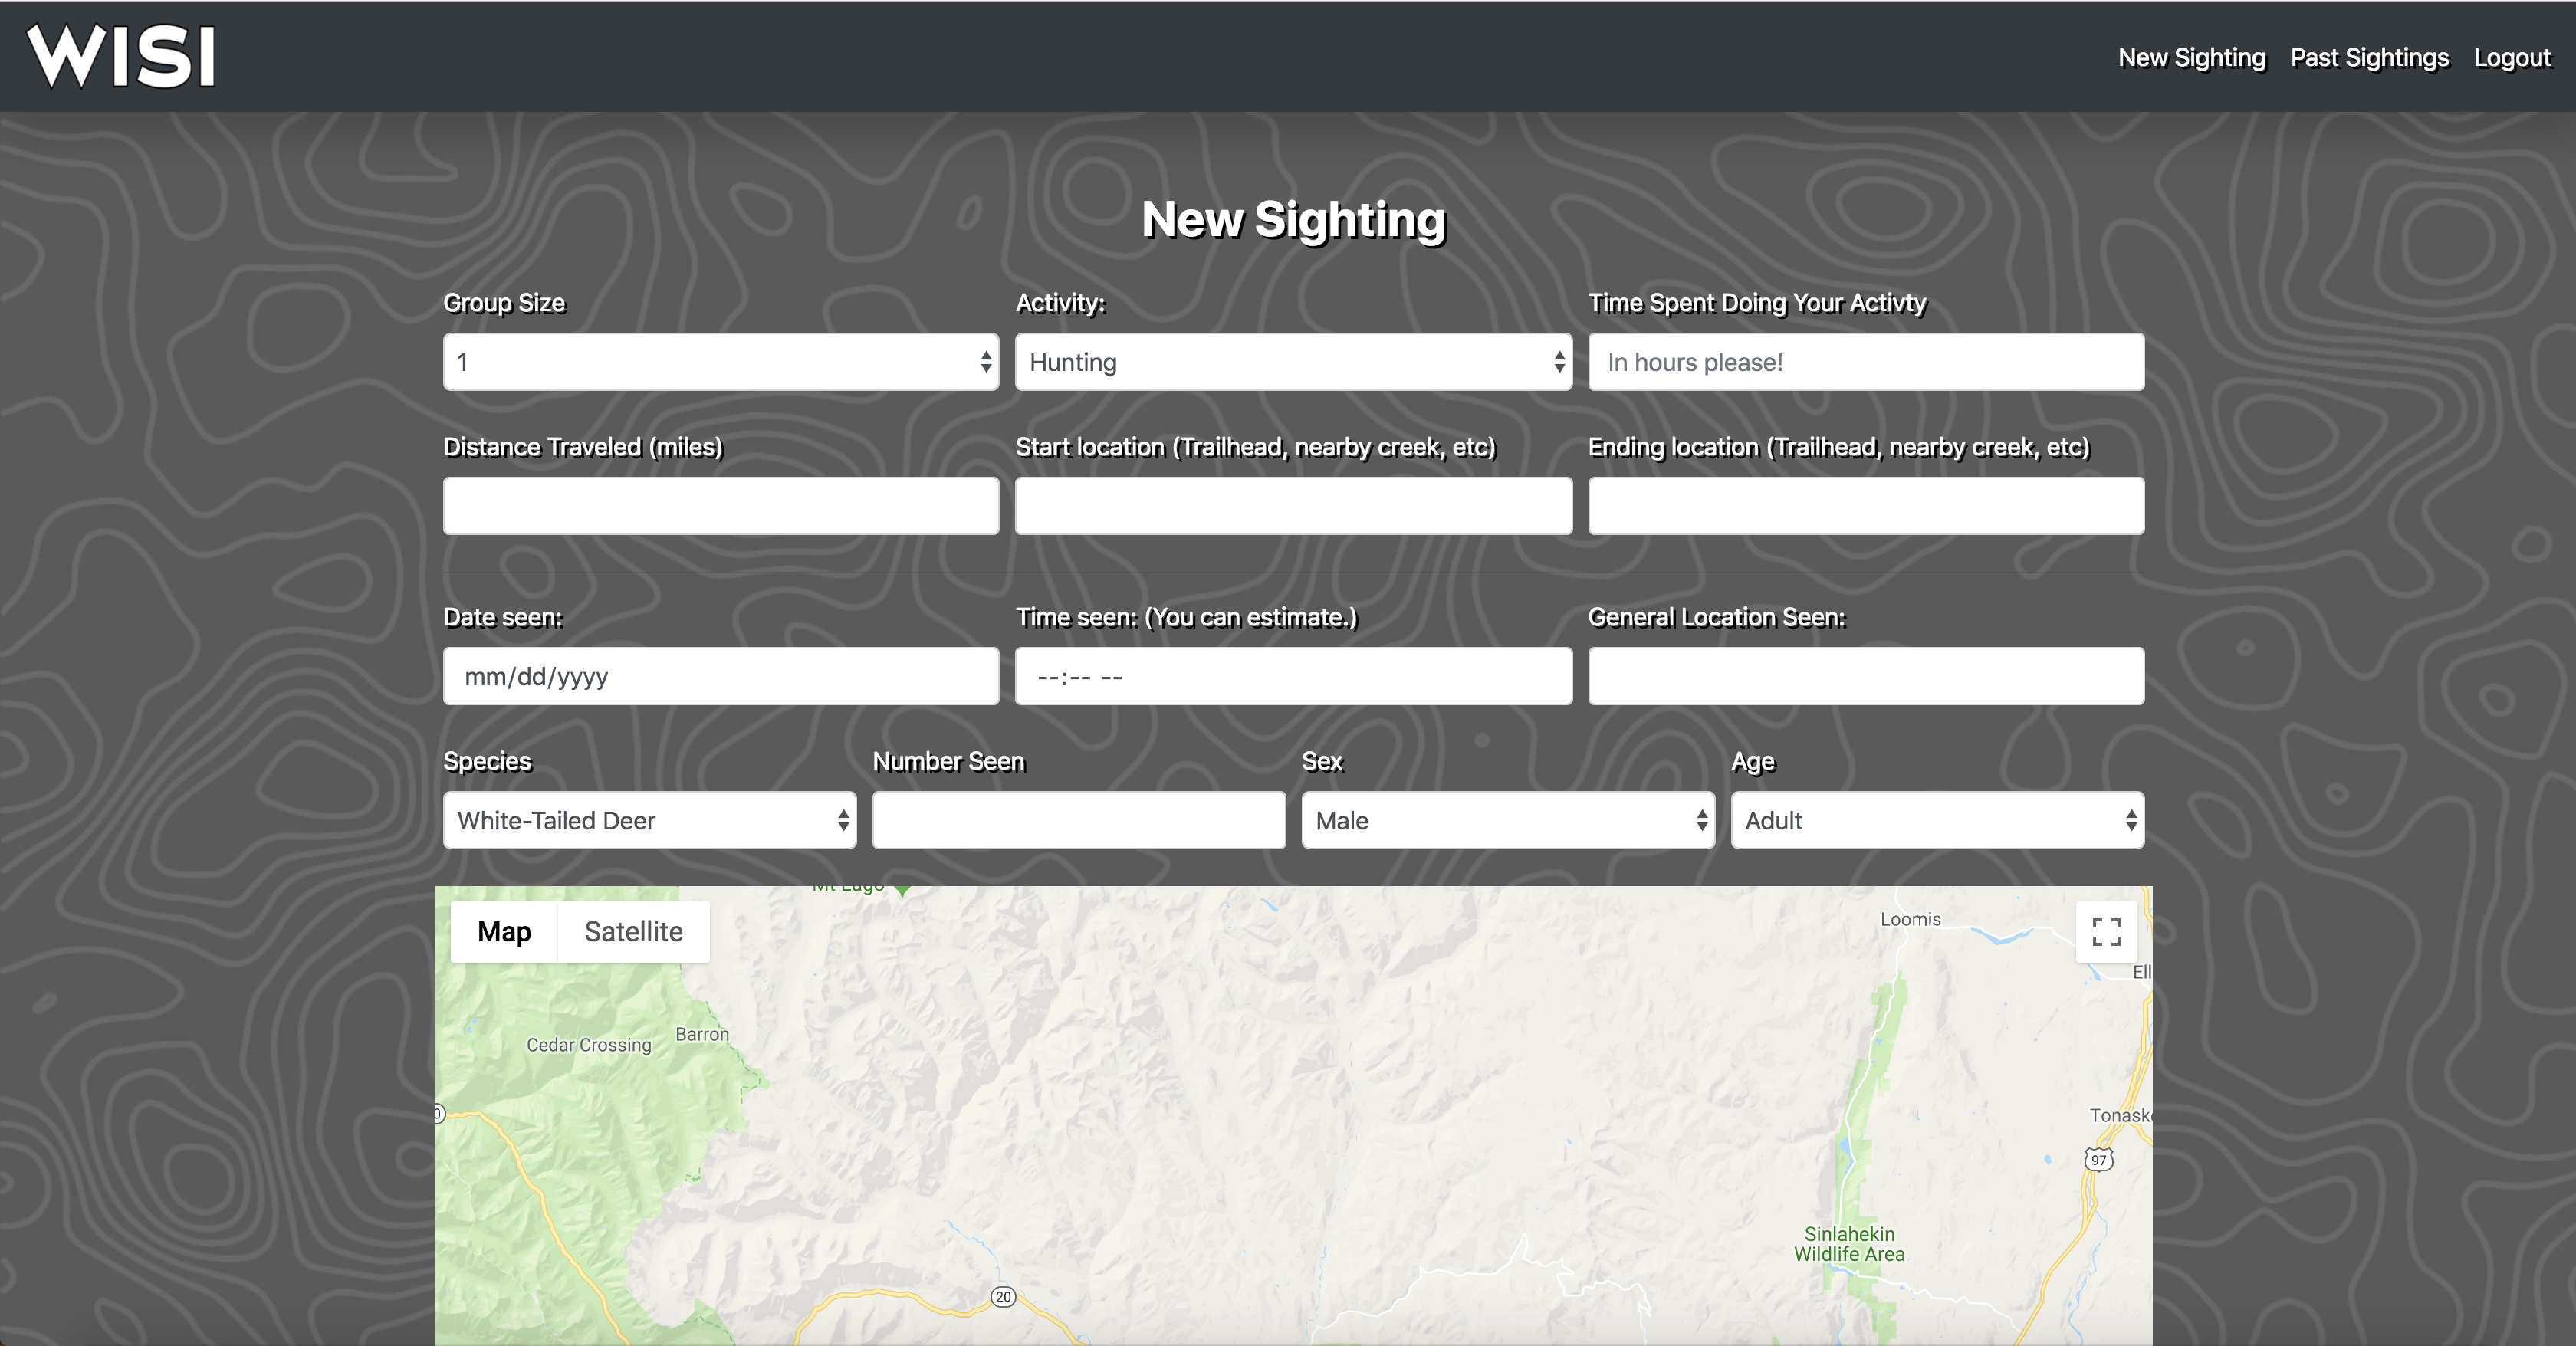 WISI
New Sighting Past Sightings Logout
New Sighting
Group Size Activity: Time Spent Doing Your Activty
1 Hunting In hours please!
Distance Traveled (miles) Start location (Trailhead, nearby creek, etc) Ending location (Trailhead, nearby creek, etc)
Date seen: Time seen: (You can estimate.) General Location Seen:
mm/dd/yyyy --:-- --
Species Number Seen Sex Age
White-Tailed Deer Male Adult
Mt Lago
Map Satellite
Loomis
Ell
Barron
Cedar Crossing
0
Tonask
97
Sinlahekin
Wildlife Area
20